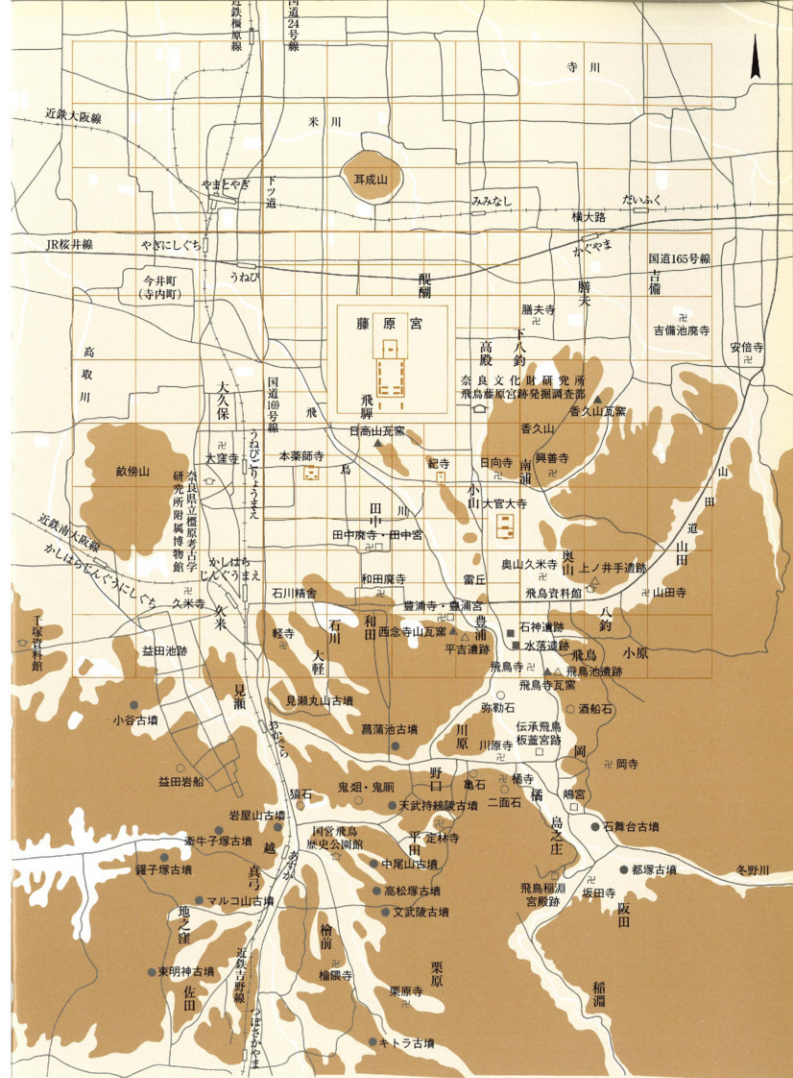 近鉄橿原線
国道24号線
寺川
近鉄大阪線
米川
耳成山
やまとやぎ
下ツ道
みみなし
だいふく
横大路
JR桜井線
やぎにしぐち
かぐやま
国道165号線
うねび
今井町
(寺内町)
醍醐
膳夫
吉備
膳夫寺
吉備池廃寺
藤原宮
下八釣
高殿
安倍寺
高取川
奈良文化財研究所
飛鳥藤原宮跡発掘調査部
国道169号線
大久保
飛騨
飛
香久山瓦窯
香久山
日高山瓦窯
うねびごりょうまえ
大窪寺
本薬師寺
鳥
紀寺
日向寺
興善寺
南浦
畝傍山
奈良県立橿原考古学
研究所附属博物館
山田道
小山
大官大寺
田中
川
近鉄南大阪線
かしはらじんぐうにしぐち
田中廃寺・田中宮
山田
かしはら
じんぐうまえ
奥山
奥山久米寺
上ノ井手遺跡
久米寺
石川精舎
和田廃寺
雷丘
飛鳥資料館
山田寺
久米
豊浦寺・豊浦宮
八釣
千塚資料館
石川
和田
豊浦
石神遺跡
軽寺
西念寺山瓦窯
水落遺跡
小原
益田池跡
大軽
平吉遺跡
飛鳥
飛鳥寺
飛鳥池遺跡
飛鳥寺瓦窯
見瀬
見瀬丸山古墳
弥勒石
酒船石
小谷古墳
おかでら
川原
伝承飛鳥
板蓋宮跡
菖蒲池古墳
川原寺
岡
岡寺
益田岩船
野口
亀石
橘寺
猿石
鬼俎・鬼厠
橘
嶋宮
二面石
天武持統陵古墳
岩屋山古墳
島之庄
石舞台古墳
国営飛鳥
歴史公園館
定林寺
平田
牽牛子塚古墳
越
あすか
鑵子塚古墳
真弓
中尾山古墳
都塚古墳
冬野川
飛鳥稲淵
宮殿跡
坂田寺
高松塚古墳
マルコ山古墳
阪田
地之窪
文武陵古墳
檜前
近鉄吉野線
栗原
東明神古墳
檜隈寺
佐田
栗原寺
稲淵
つぼさかやま
キトラ古墳